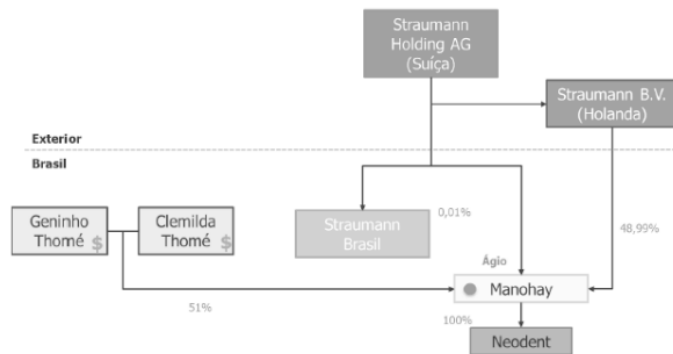 Straumann
Holding AG
(Suíça)
Straumann B.V.
(Holanda)
Exterior
Brasil
Geninho
Thomé $
Clemilda
Thomé $
Straumann
Brasil
0,01%
48,99%
Ágio
Manohay
51%
100%
Neodent